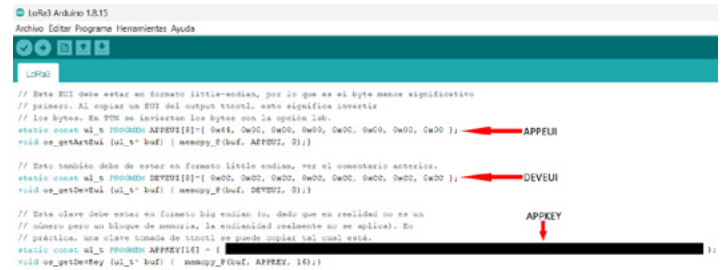 LoRa3 Arduino 1.8.15
Archivo Editar Programa Herramientas Ayuda
LoRa3
// Este EUI debe estar en formato little-endian, por lo que es el byte menos significativo
// primero. Al copiar un EUI del output ttnctl, esto significa invertir
// los bytes. En TTN se invierten los bytes con la opción lsb.
static const u1_t PROGMEM APPEUI[8]={ 0x44, 0x00, 0x00, 0x00, 0x00, 0x00, 0x00, 0x00 }; APPEUI
void os_getArtEui (u1_t* buf) { memcpy_P(buf, APPEUI, 8);}
// Esto también debe de estar en formato little endian, ver el comentario anterior.
static const u1_t PROGMEM DEVEUI[8]={ 0xCC, 0xCC, 0xCC, 0xCC, 0xCC, 0xCC, 0xCC, 0xCC }; DEVEUI
void os_getDevEui (u1_t* buf) { memcpy_P(buf, DEVEUI, 8);}
// Esta clave debe estar en formato big endian (o, dado que en realidad no es un APPKEY
// número pero un bloque de memoria, la endianidad realmente no se aplica). En
// práctica, una clave tomada de ttnctl se puede copiar tal cual está.
static const u1_t PROGMEM APPKEY[16] = { };
void os_getDevKey (u1_t* buf) { memcpy_P(buf, APPKEY, 16);}